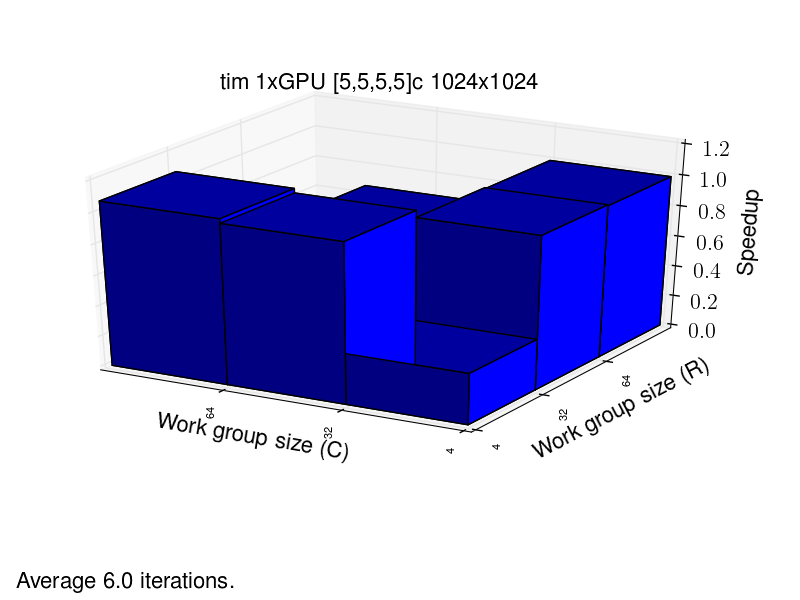 tim 1xGPU [5,5,5,5]c 1024x1024
1.2
1.0
0.8
0.6
0.4
0.2
0.0
Speedup
64
32
4
Work group size (C)
4
32
64
Work group size (R)
Average 6.0 iterations.